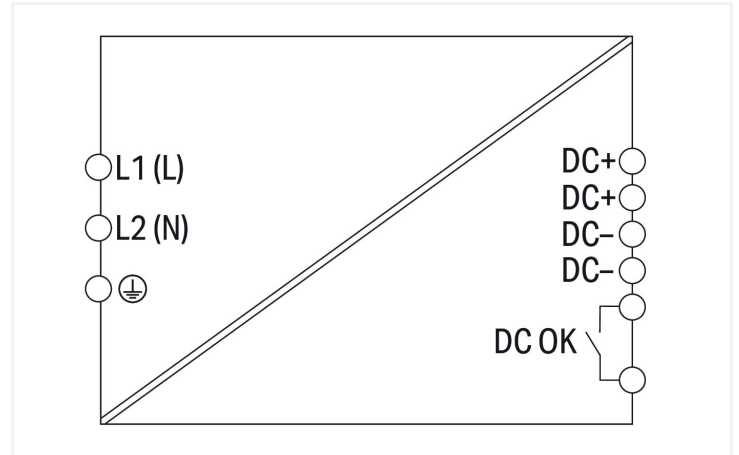 L1 (L)
L2 (N)
DC+
DC+
DC–
DC–
DC OK